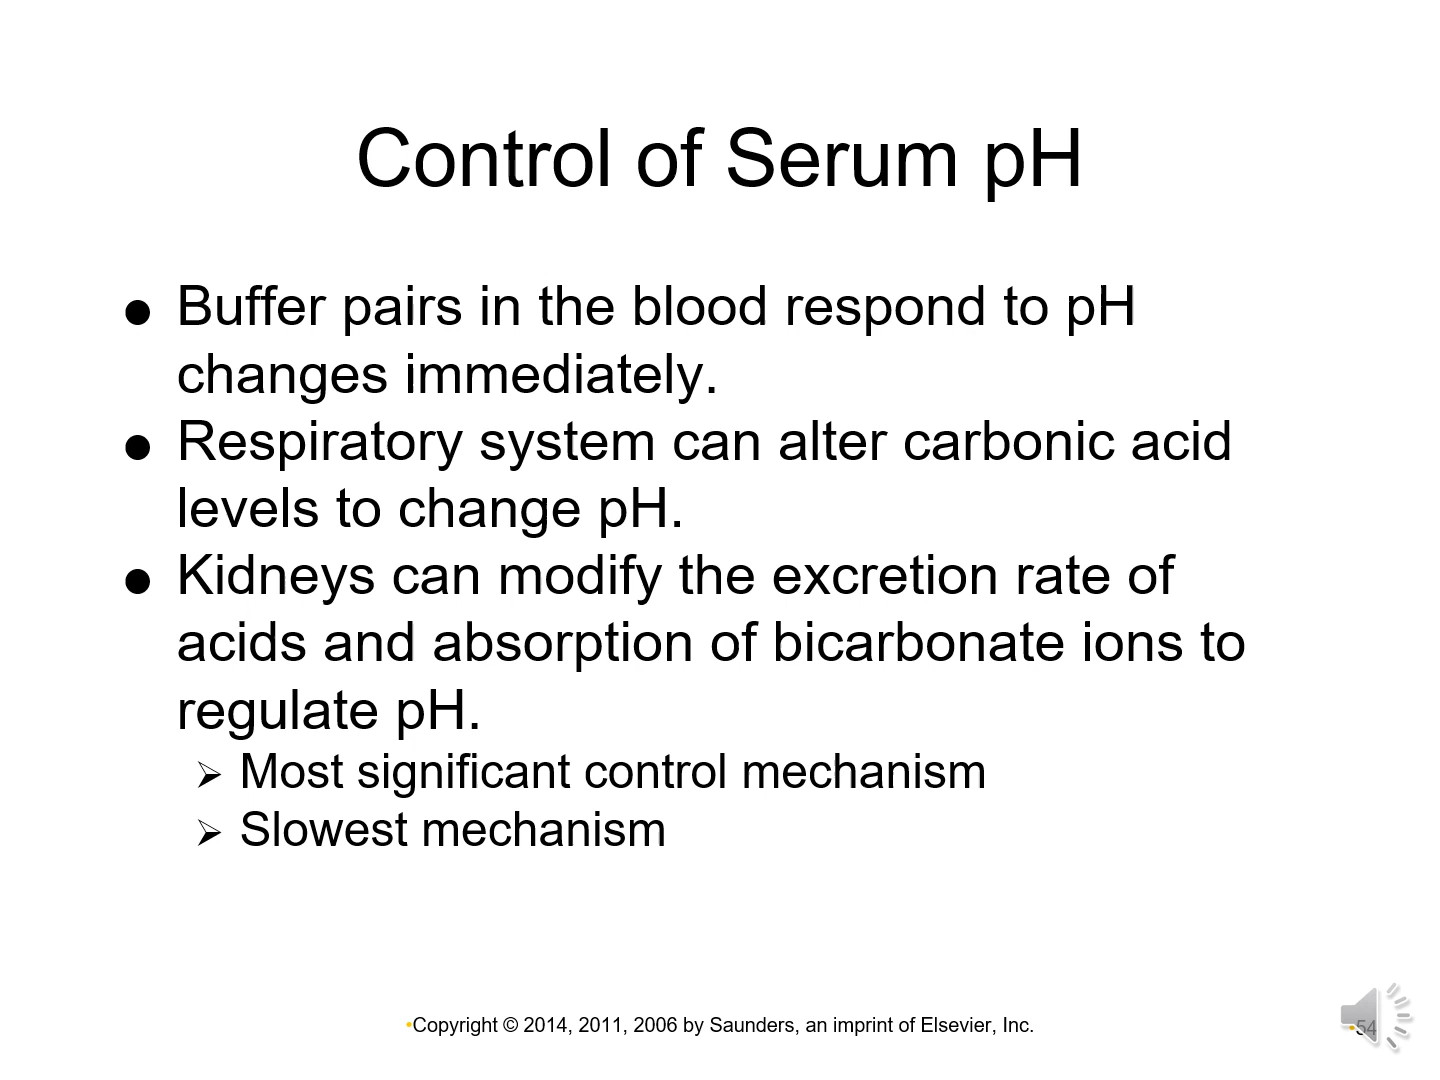 Control of Serum pH
● Buffer pairs in the blood respond to pH
changes immediately.
● Respiratory system can alter carbonic acid
levels to change pH.
● Kidneys can modify the excretion rate of
acids and absorption of bicarbonate ions to
regulate pH.
➢ Most significant control mechanism
➢ Slowest mechanism
•Copyright © 2014, 2011, 2006 by Saunders, an imprint of Elsevier, Inc.
•54